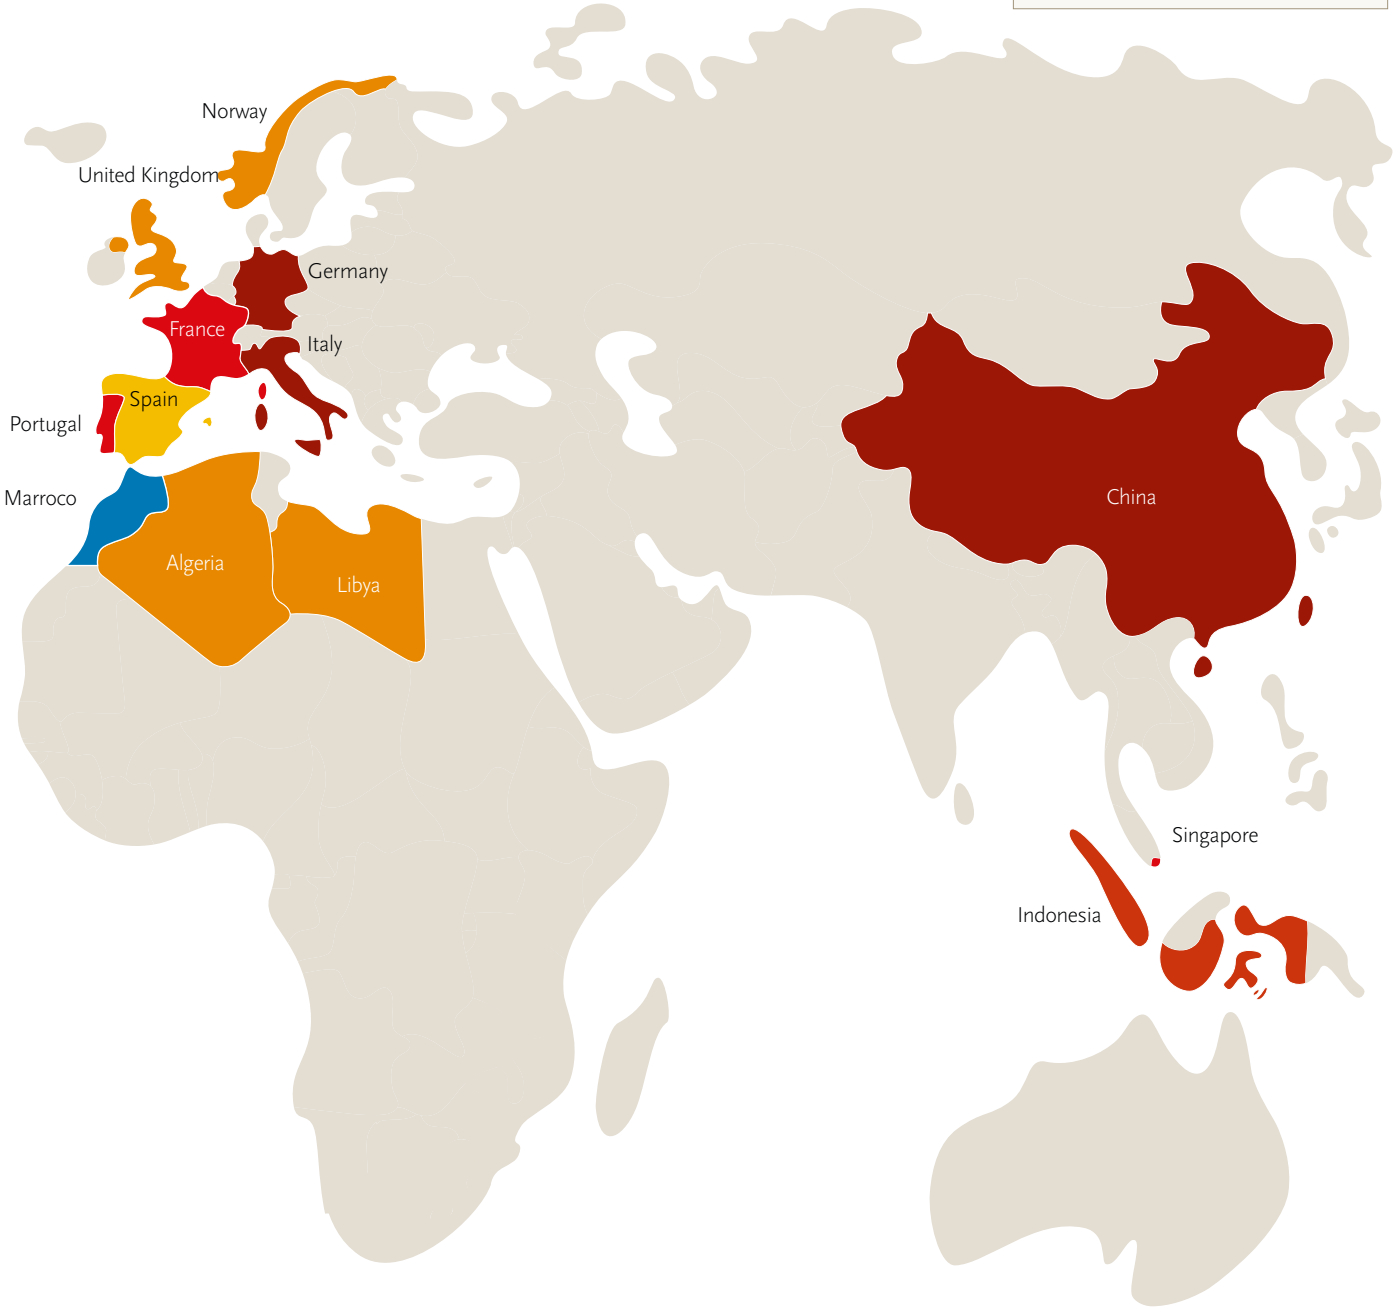 Norway
United Kingdom
Germany
France
Italy
Spain
Portugal
Marroco
China
Algeria
Libya
Singapore
Indonesia